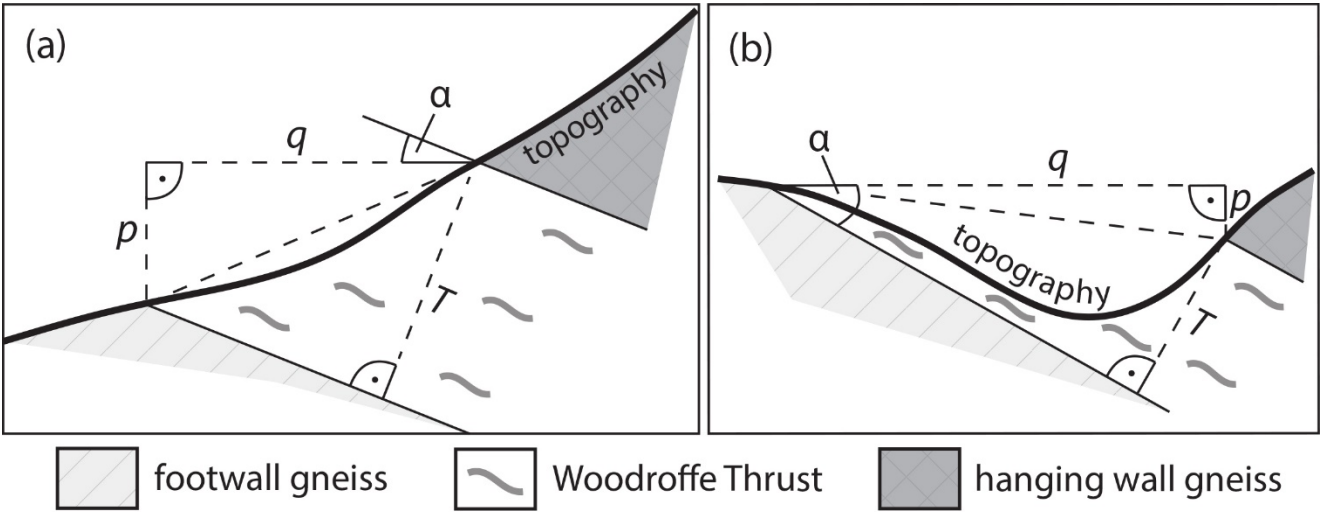 (a)
α
q
topography
p
T
(b)
α
q
p
topography
T
footwall gneiss
Woodroffe Thrust
hanging wall gneiss